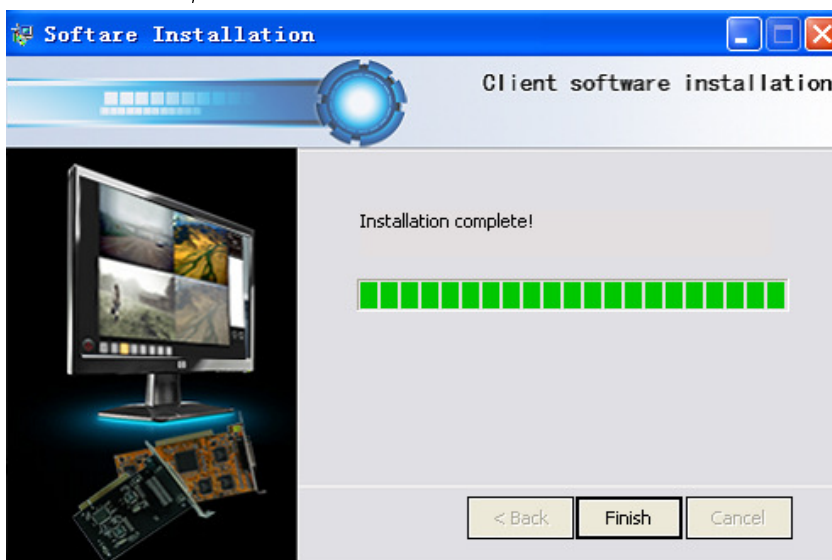 Softare Installation
Client software installation
Installation complete!
< Back
Finish
Cancel